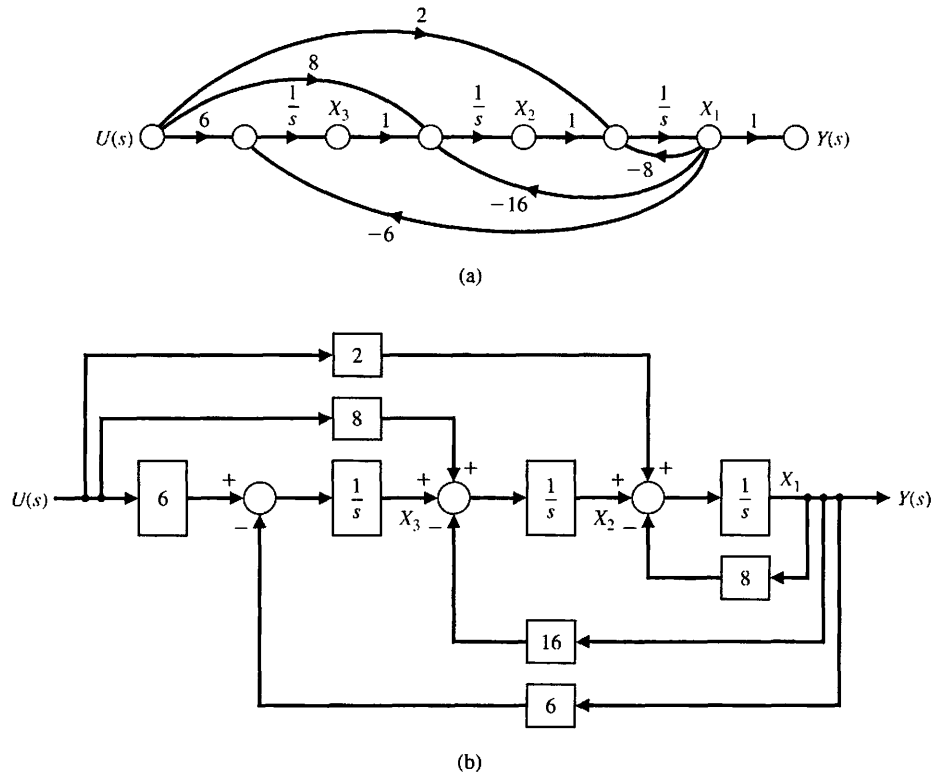 2
8
U(s) 6 1/s X₃ 1 1/s X₂ 1 1/s X₁ 1 Y(s)
−8
−16
−6
(a)
2
8
+ +
U(s) 6 + 1/s + 1/s + 1/s X₁ Y(s)
− X₃ − X₂ −
8
16
6
(b)